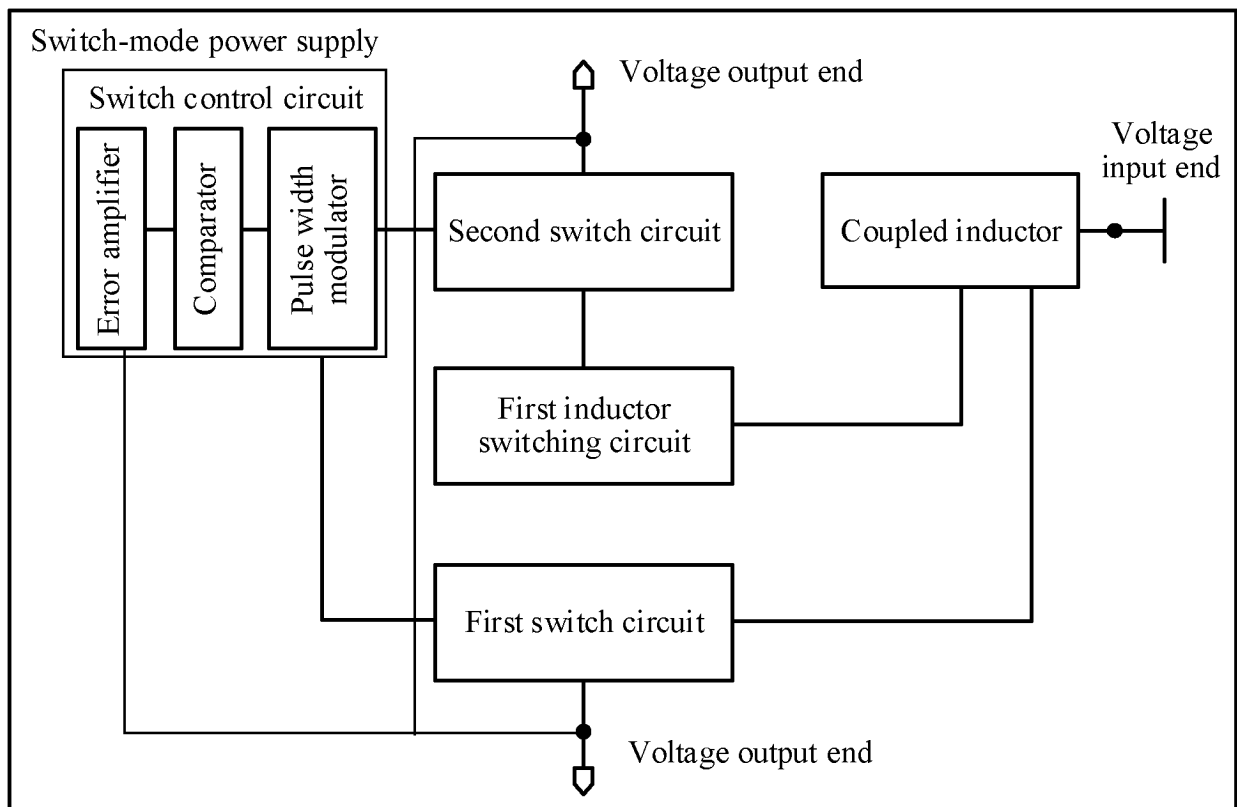 Switch-mode power supply
Switch control circuit
Error amplifier
Comparator
Pulse width
modulator
Voltage output end
Second switch circuit
Coupled inductor
Voltage
input end
First inductor
switching circuit
First switch circuit
Voltage output end